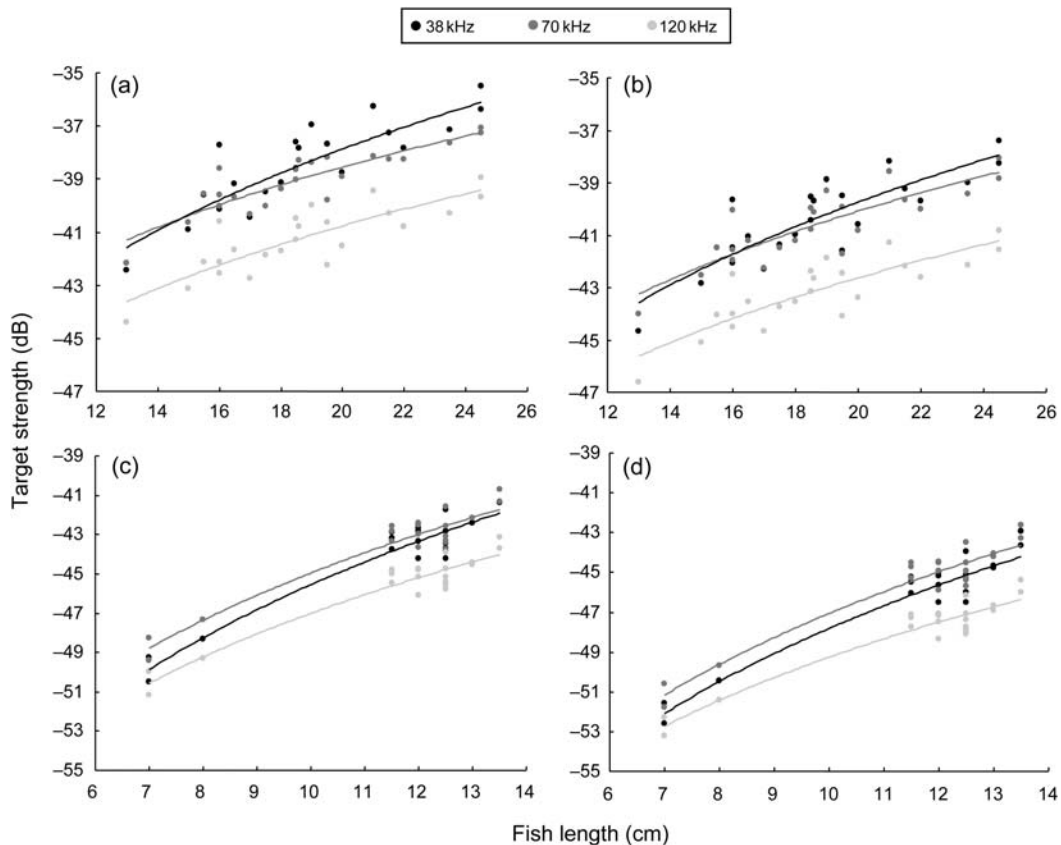 38 kHz 70 kHz 120 kHz
(a)
–35
–37
–39
–41
–43
–45
–47
12 14 16 18 20 22 24 26
(b)
–35
–37
–39
–41
–43
–45
–47
12 14 16 18 20 22 24 26
Target strength (dB)
(c)
–39
–41
–43
–45
–47
–49
–51
–53
–55
6 7 8 9 10 11 12 13 14
(d)
–39
–41
–43
–45
–47
–49
–51
–53
–55
6 7 8 9 10 11 12 13 14
Fish length (cm)